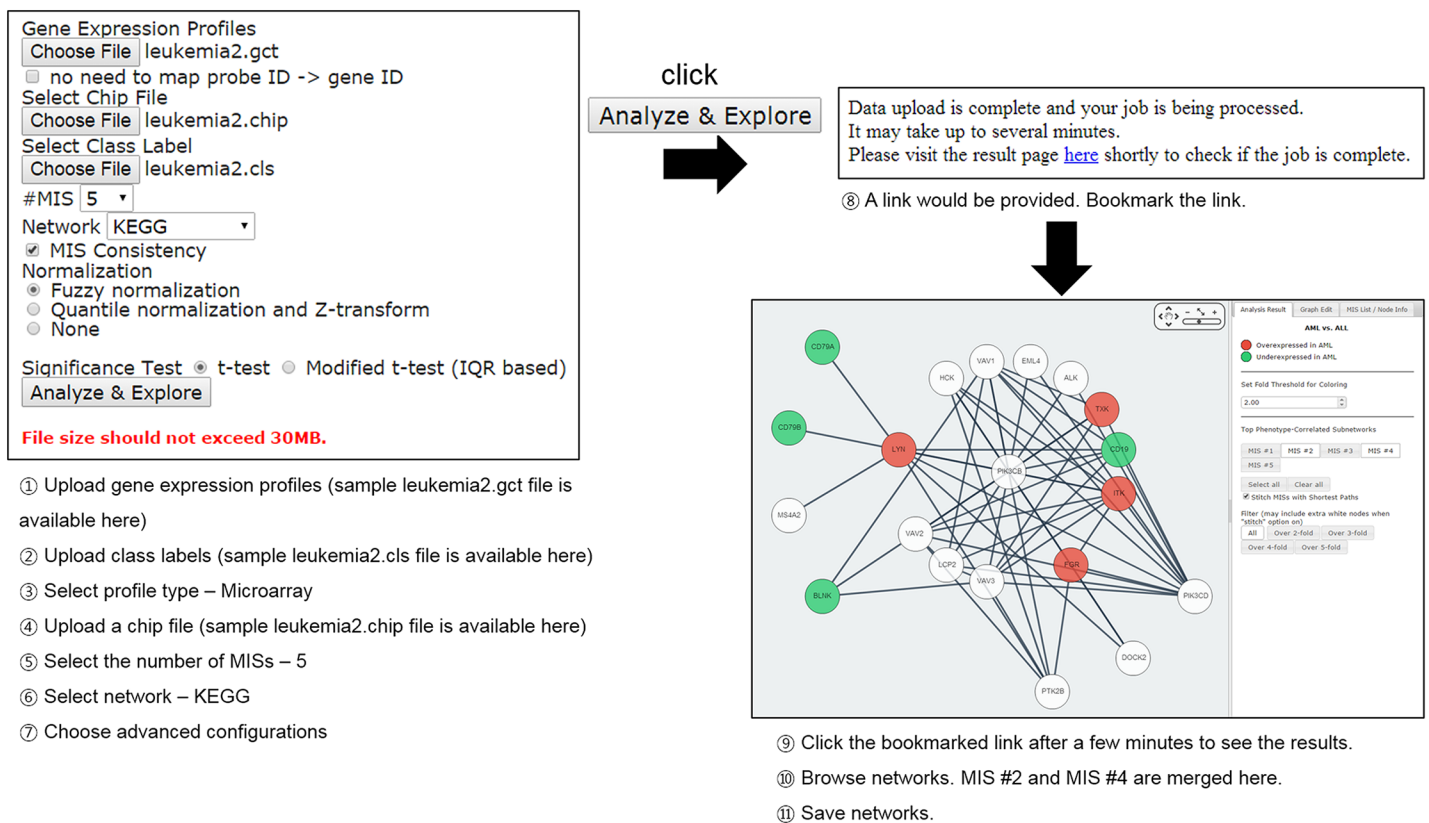 Gene Expression Profiles
Choose File leukemia2.gct
no need to map probe ID -> gene ID
Select Chip File
Choose File leukemia2.chip
Select Class Label
Choose File leukemia2.cls
#MIS 5
Network KEGG
MIS Consistency
Normalization
Fuzzy normalization
Quantile normalization and Z-transform
None
Significance Test t-test Modified t-test (IQR based)
Analyze & Explore
File size should not exceed 30MB.
① Upload gene expression profiles (sample leukemia2.gct file is
available here)
② Upload class labels (sample leukemia2.cls file is available here)
③ Select profile type – Microarray
④ Upload a chip file (sample leukemia2.chip file is available here)
⑤ Select the number of MISs – 5
⑥ Select network – KEGG
⑦ Choose advanced configurations
click
Analyze & Explore
Data upload is complete and your job is being processed.
It may take up to several minutes.
Please visit the result page here shortly to check if the job is complete.
⑧ A link would be provided. Bookmark the link.
CD79A
VAV1
EML4
HCK
ALK
TXK
CD79B
LYN
CD19
PIK3CB
ITK
MS4A2
VAV2
LCP2
FGR
VAV3
BLNK
PIK3CD
DOCK2
PTK2B
Analysis Result
Graph Edit
MIS List / Node Info
AML vs. ALL
Overexpressed in AML
Underexpressed in AML
Set Fold Threshold for Coloring
2.00
Top Phenotype-Correlated Subnetworks
MIS #1 MIS #2 MIS #3 MIS #4
MIS #5
Select all Clear all
Stitch MISs with Shortest Paths
Filter (may include extra white nodes when
"stitch" option on)
All Over 2-fold Over 3-fold
Over 4-fold Over 5-fold
⑨ Click the bookmarked link after a few minutes to see the results.
⑩ Browse networks. MIS #2 and MIS #4 are merged here.
⑪ Save networks.